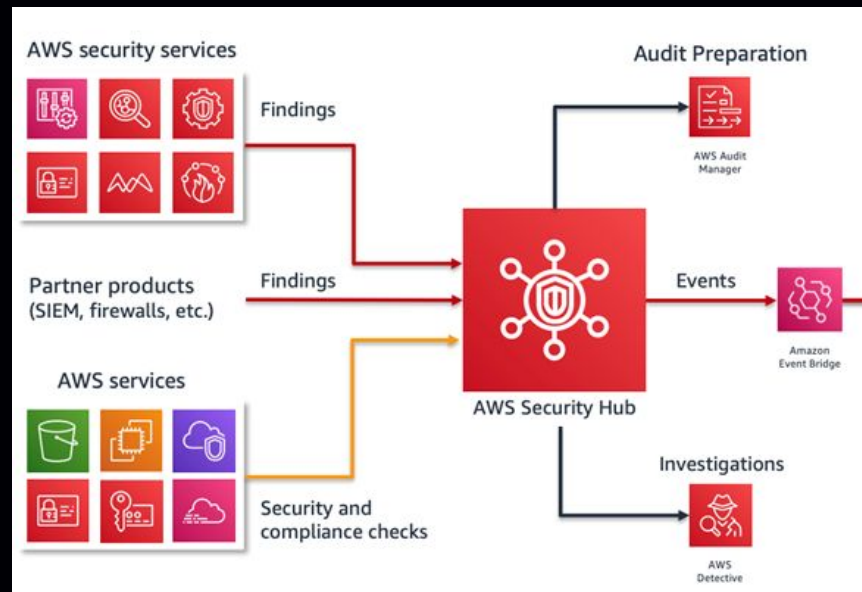 AWS security services
Findings
Partner products
(SIEM, firewalls, etc.)
Findings
AWS services
Security and
compliance checks
AWS Security Hub
Audit Preparation
AWS Audit
Manager
Events
Amazon
Event Bridge
Investigations
AWS
Detective